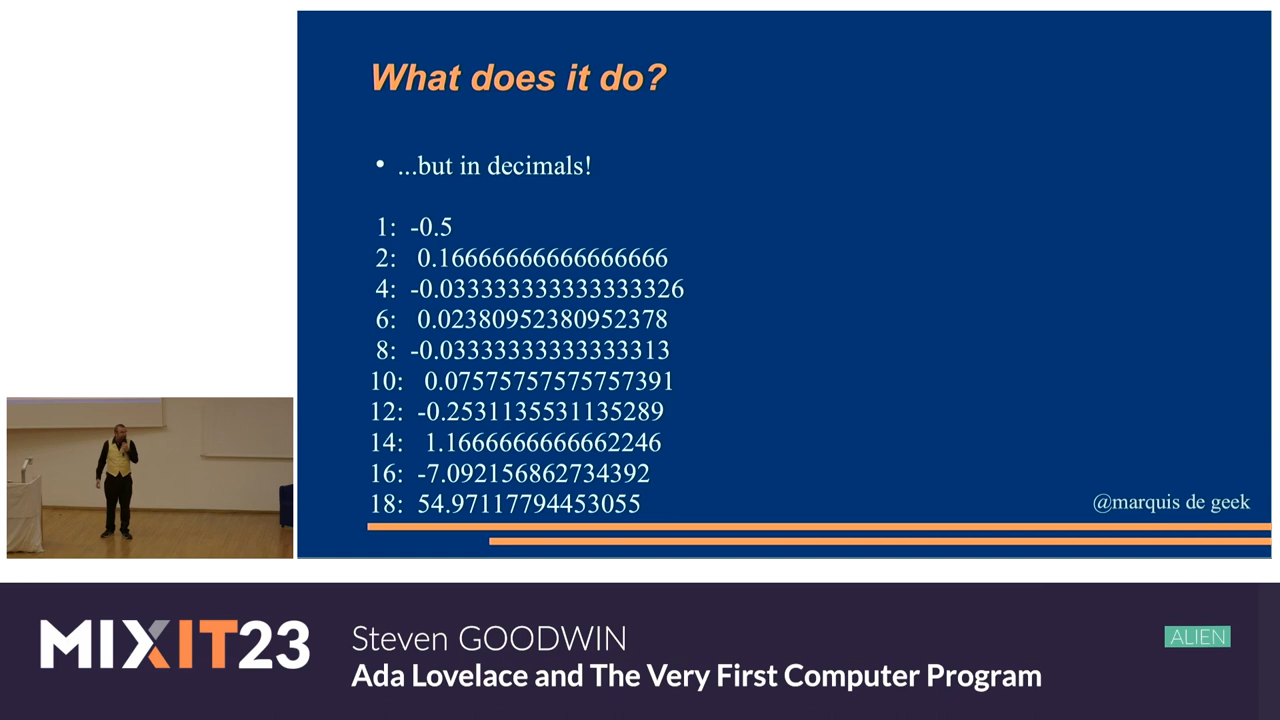 What does it do?
• ...but in decimals!
1: -0.5
2: 0.16666666666666666
4: -0.033333333333333326
6: 0.02380952380952378
8: -0.03333333333333313
10: 0.07575757575757391
12: -0.2531135531135289
14: 1.1666666666662246
16: -7.092156862734392
18: 54.97117794453055
@marquis de geek
MIXIT23
Steven GOODWIN
ALIEN
Ada Lovelace and The Very First Computer Program